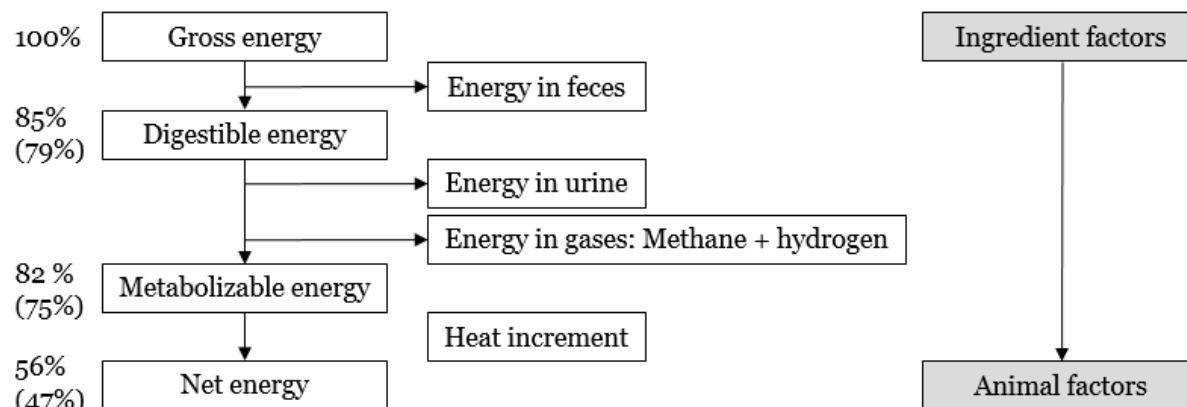 100%
Gross energy
Ingredient factors
Energy in feces
85%
(79%)
Digestible energy
Energy in urine
Energy in gases: Methane + hydrogen
82 %
(75%)
Metabolizable energy
Heat increment
56%
(47%)
Net energy
Animal factors